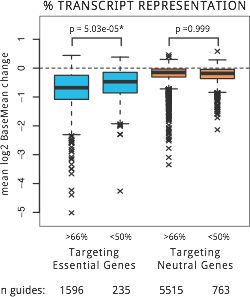 % TRANSCRIPT REPRESENTATION
p = 5.03e-05* p =0.999
mean log2 BaseMean change
1
0
-1
-2
-3
-4
-5
>66% <50% >66% <50%
Targeting Targeting
Essential Genes Neutral Genes
n guides: 1596 235 5515 763